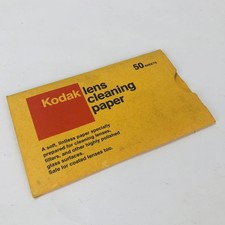 50 SHEETS
Kodak
lens
cleaning
paper
A soft, lintless paper specially
prepared for cleaning lenses,
filters, and other highly polished
glass surfaces.
Safe for coated lenses too.